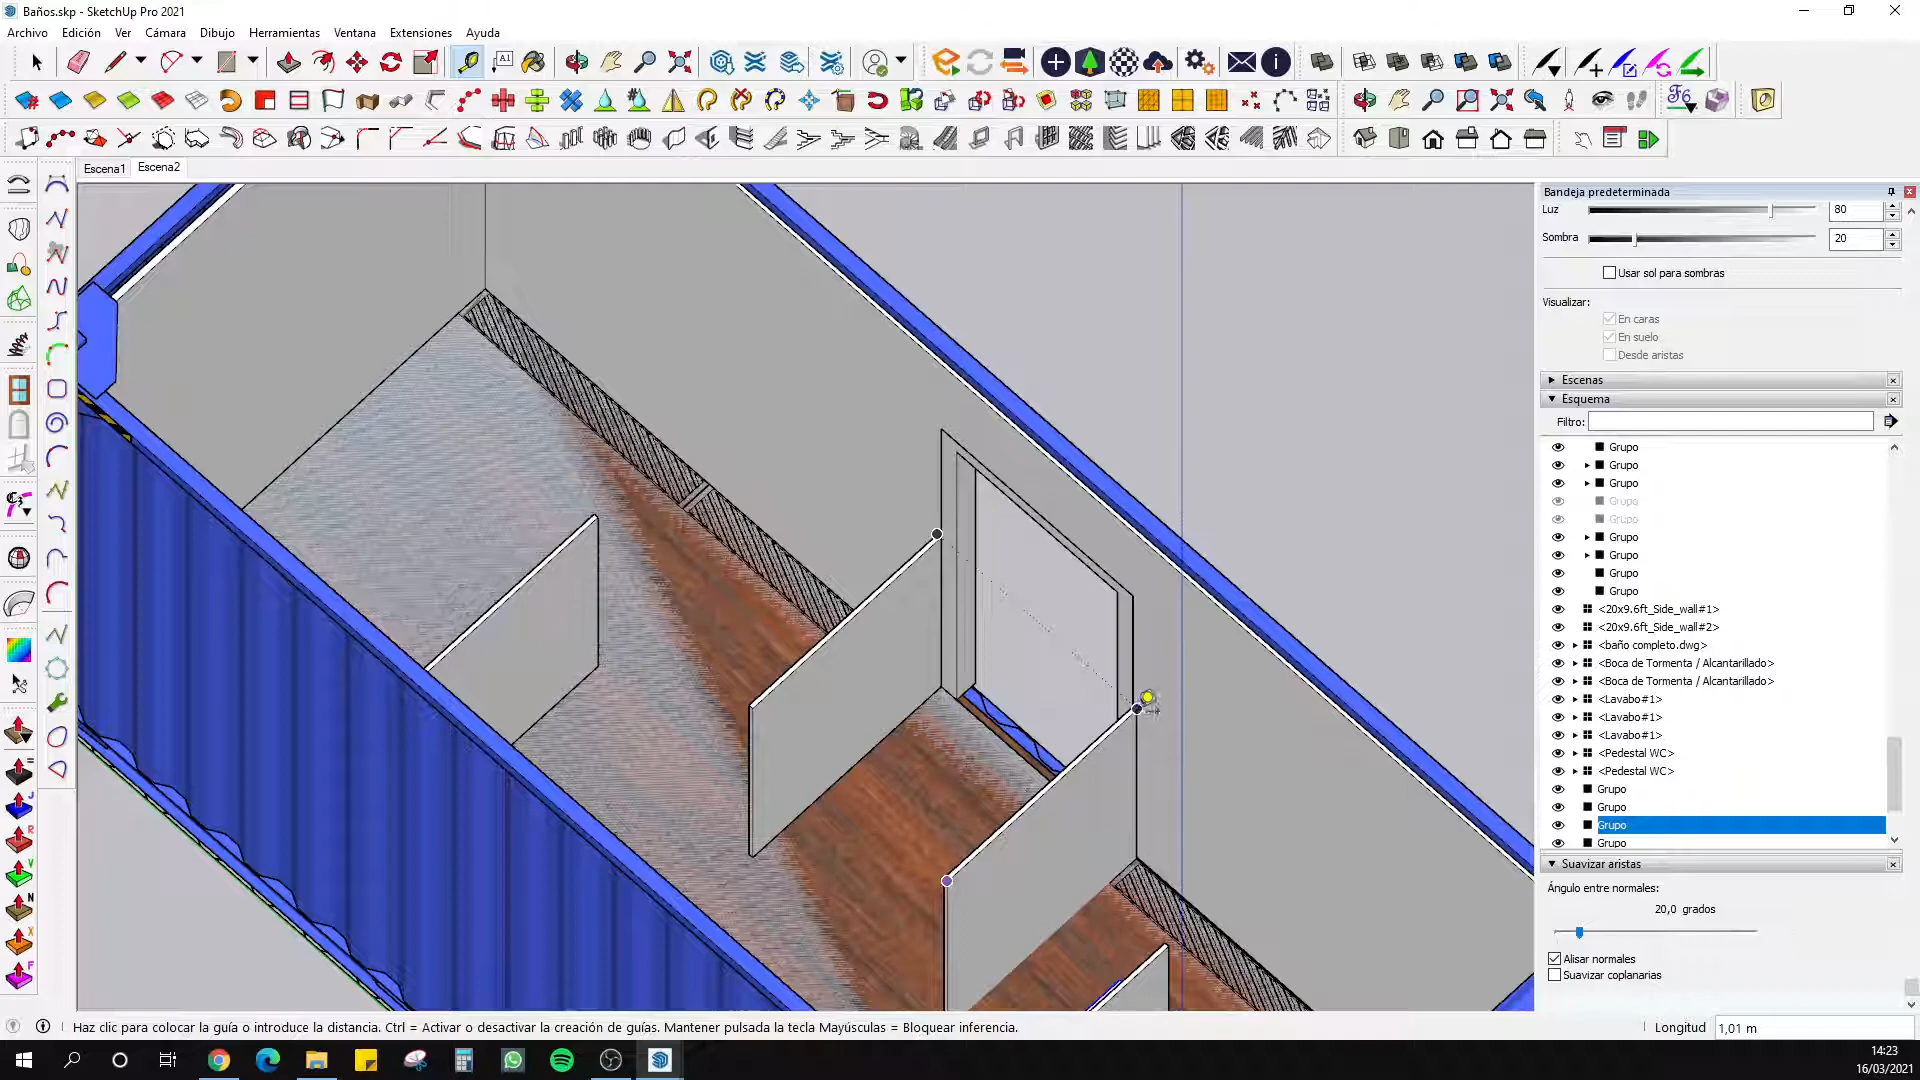 Baños.skp - SketchUp Pro 2021
Archivo Edición Ver Cámara Dibujo Herramientas Ventana Extensiones Ayuda
A1
Escena1 Escena2
Bandeja predeterminada
Luz 80
Sombra 20
Usar sol para sombras
Visualizar:
En caras
En suelo
Desde aristas
Escenas
Esquema
Filtro:
Grupo
Grupo
Grupo
Grupo
Grupo
Grupo
Grupo
Grupo
Grupo
<20x9.6ft_Side_wall#1>
<20x9.6ft_Side_wall#2>
<baño completo.dwg>
<Boca de Tormenta / Alcantarillado>
<Boca de Tormenta / Alcantarillado>
<Lavabo#1>
<Lavabo#1>
<Lavabo#1>
<Pedestal WC>
<Pedestal WC>
Grupo
Grupo
Grupo
Grupo
Suavizar aristas
Ángulo entre normales:
20,0 grados
Alisar normales
Suavizar coplanarias
Haz clic para colocar la guía o introduce la distancia. Ctrl = Activar o desactivar la creación de guías. Mantener pulsada la tecla Mayúsculas = Bloquear inferencia.
Longitud 1,01 m
14:23
16/03/2021